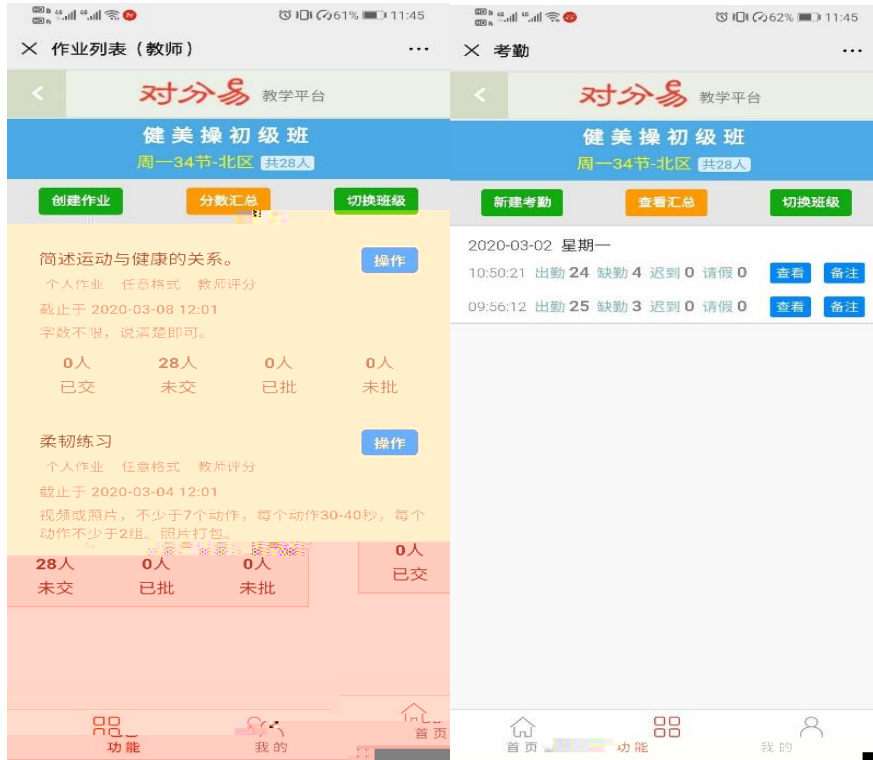 61% 11:45
作业列表（教师）
对分易 教学平台
健美操初级班
周一34节-北区 共28人
创建作业 分数汇总 切换班级
简述运动与健康的关系。 操作
个人作业 任意格式 教师评分
截止于 2020-03-08 12:01
字数不限，说清楚即可。
0人 28人 0人 0人
已交 未交 已批 未批
柔韧练习 操作
个人作业 任意格式 教师评分
截止于 2020-03-04 12:01
视频或照片，不少于7个动作，每个动作30-40秒，每个
动作不少于2组。照片打包。
28人 0人 0人 0人
未交 已批 未批 已交
功能 我的 首页
62% 11:45
考勤
对分易 教学平台
健美操初级班
周一34节-北区 共28人
新建考勤 查看汇总 切换班级
2020-03-02 星期一
10:50:21 出勤 24 缺勤 4 迟到 0 请假 0 查看 备注
09:56:12 出勤 25 缺勤 3 迟到 0 请假 0 查看 备注
首页 功能 我的